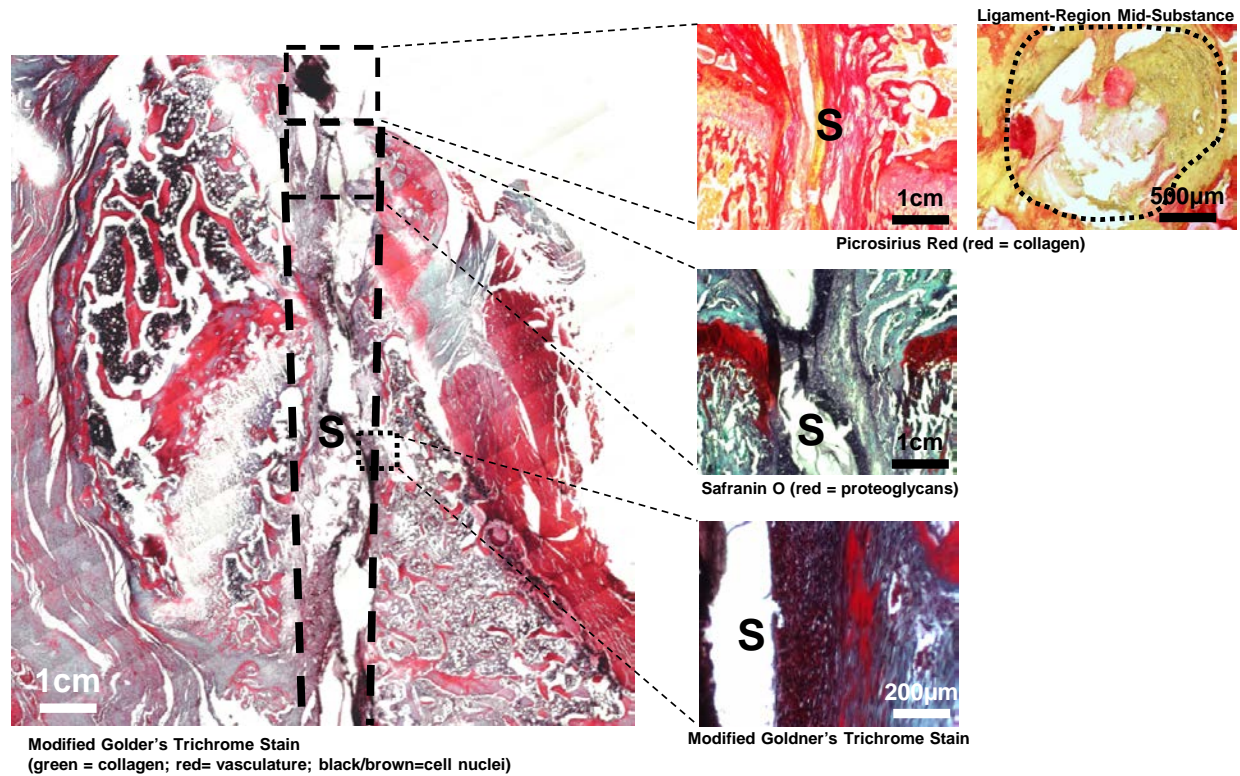 Ligament-Region Mid-Substance
S
1cm
500µm
Picrosirius Red (red = collagen)
S
1cm
Safranin O (red = proteoglycans)
S
1cm
S
200µm
Modified Goldner's Trichrome Stain
Modified Golder's Trichrome Stain
(green = collagen; red= vasculature; black/brown=cell nuclei)